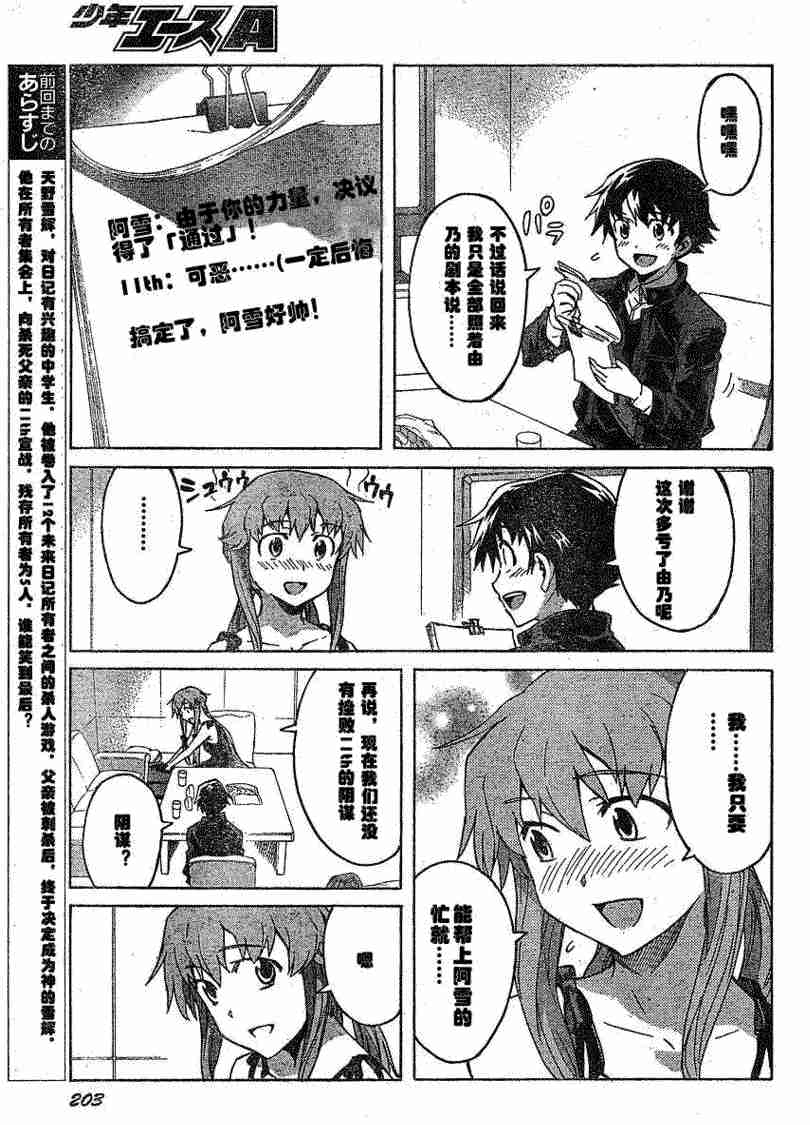 少年エースA
嘿嘿嘿
不过话说回来
我只是全部照着由
乃的剧本说……
パラ
阿雪：由于你的力量，决议
得了「通过」！
11th：可恶……(一定后悔
搞定了，阿雪好帅！
谢谢
这次多亏了由乃呢
ジュウゥ
ウゥ
………
我……我只要
……
能帮上阿雪的
忙就……
再说，现在我们还没
有撞败11th的阴谋
阴谋？
嗯
前回までの
あらすじ
天野雪辉，对日记有兴趣的中学生，他被卷入了12个未来日记所有者之间的杀人游戏，父亲被刺杀后，终于决定成为神的雪辉，
他在所有者集会上，向杀死父亲的11th宣战，残存所有者为5人，谁能笑到最后？
203